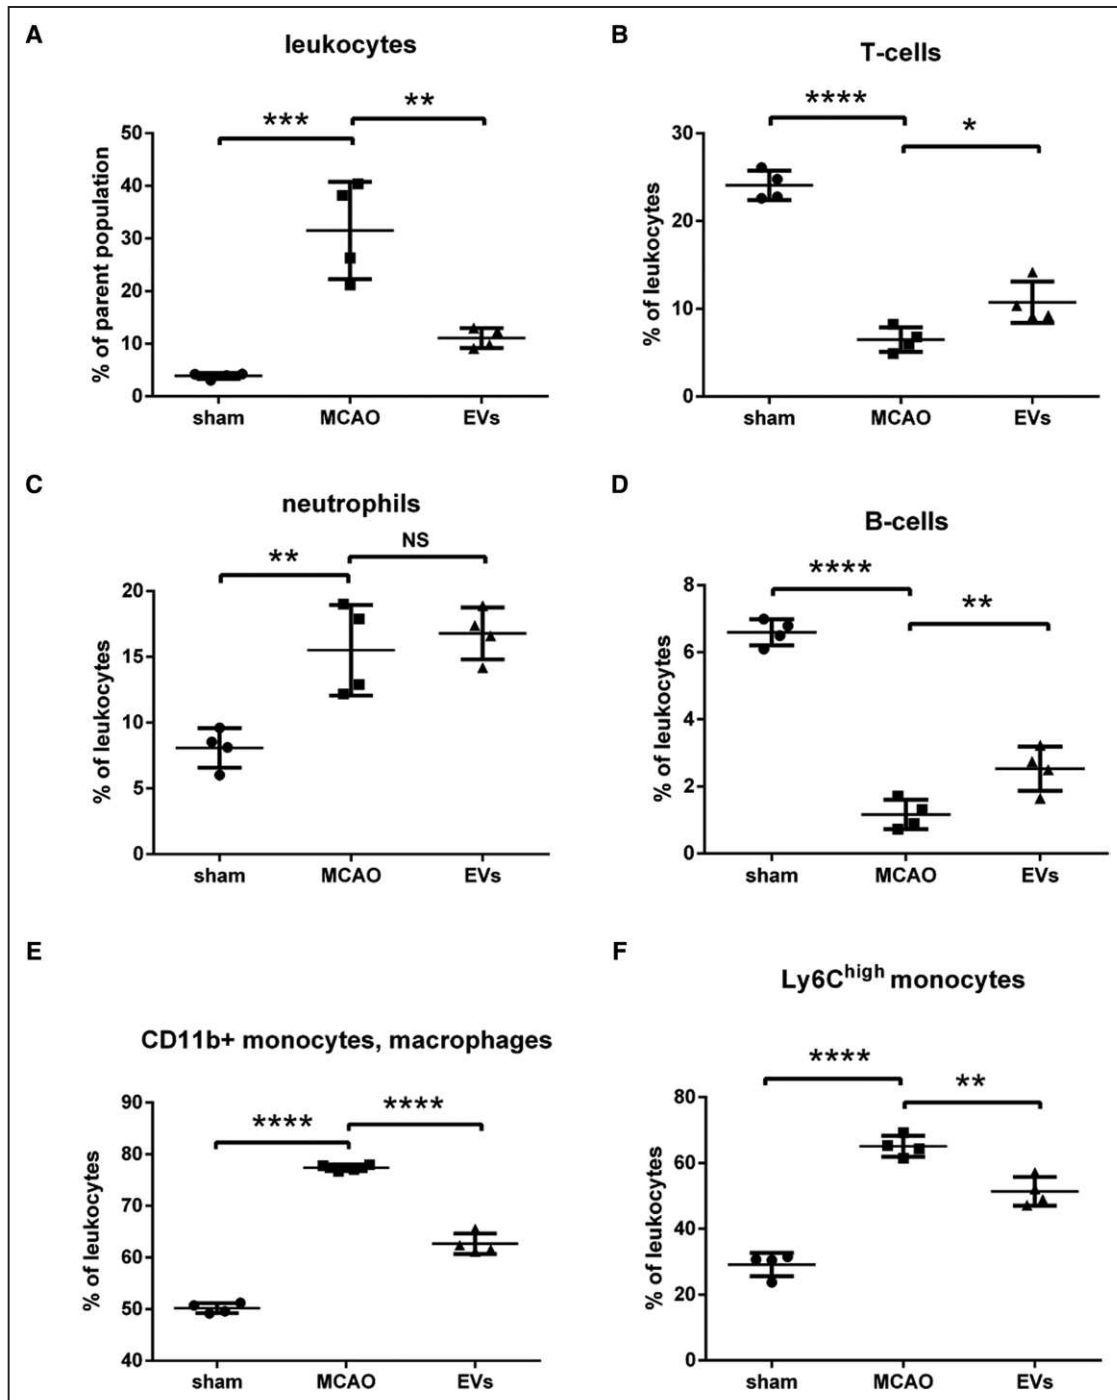 A
leukocytes
***
**
% of parent population
50
40
30
20
10
0
sham MCAO EVs
B
T-cells
****
*
% of leukocytes
30
20
10
0
sham MCAO EVs
C
neutrophils
**
NS
% of leukocytes
20
15
10
5
0
sham MCAO EVs
D
B-cells
****
**
% of leukocytes
8
6
4
2
0
sham MCAO EVs
E
CD11b+ monocytes, macrophages
****
****
% of leukocytes
90
80
70
60
50
40
sham MCAO EVs
F
Ly6Chigh monocytes
****
**
% of leukocytes
80
60
40
20
0
sham MCAO EVs